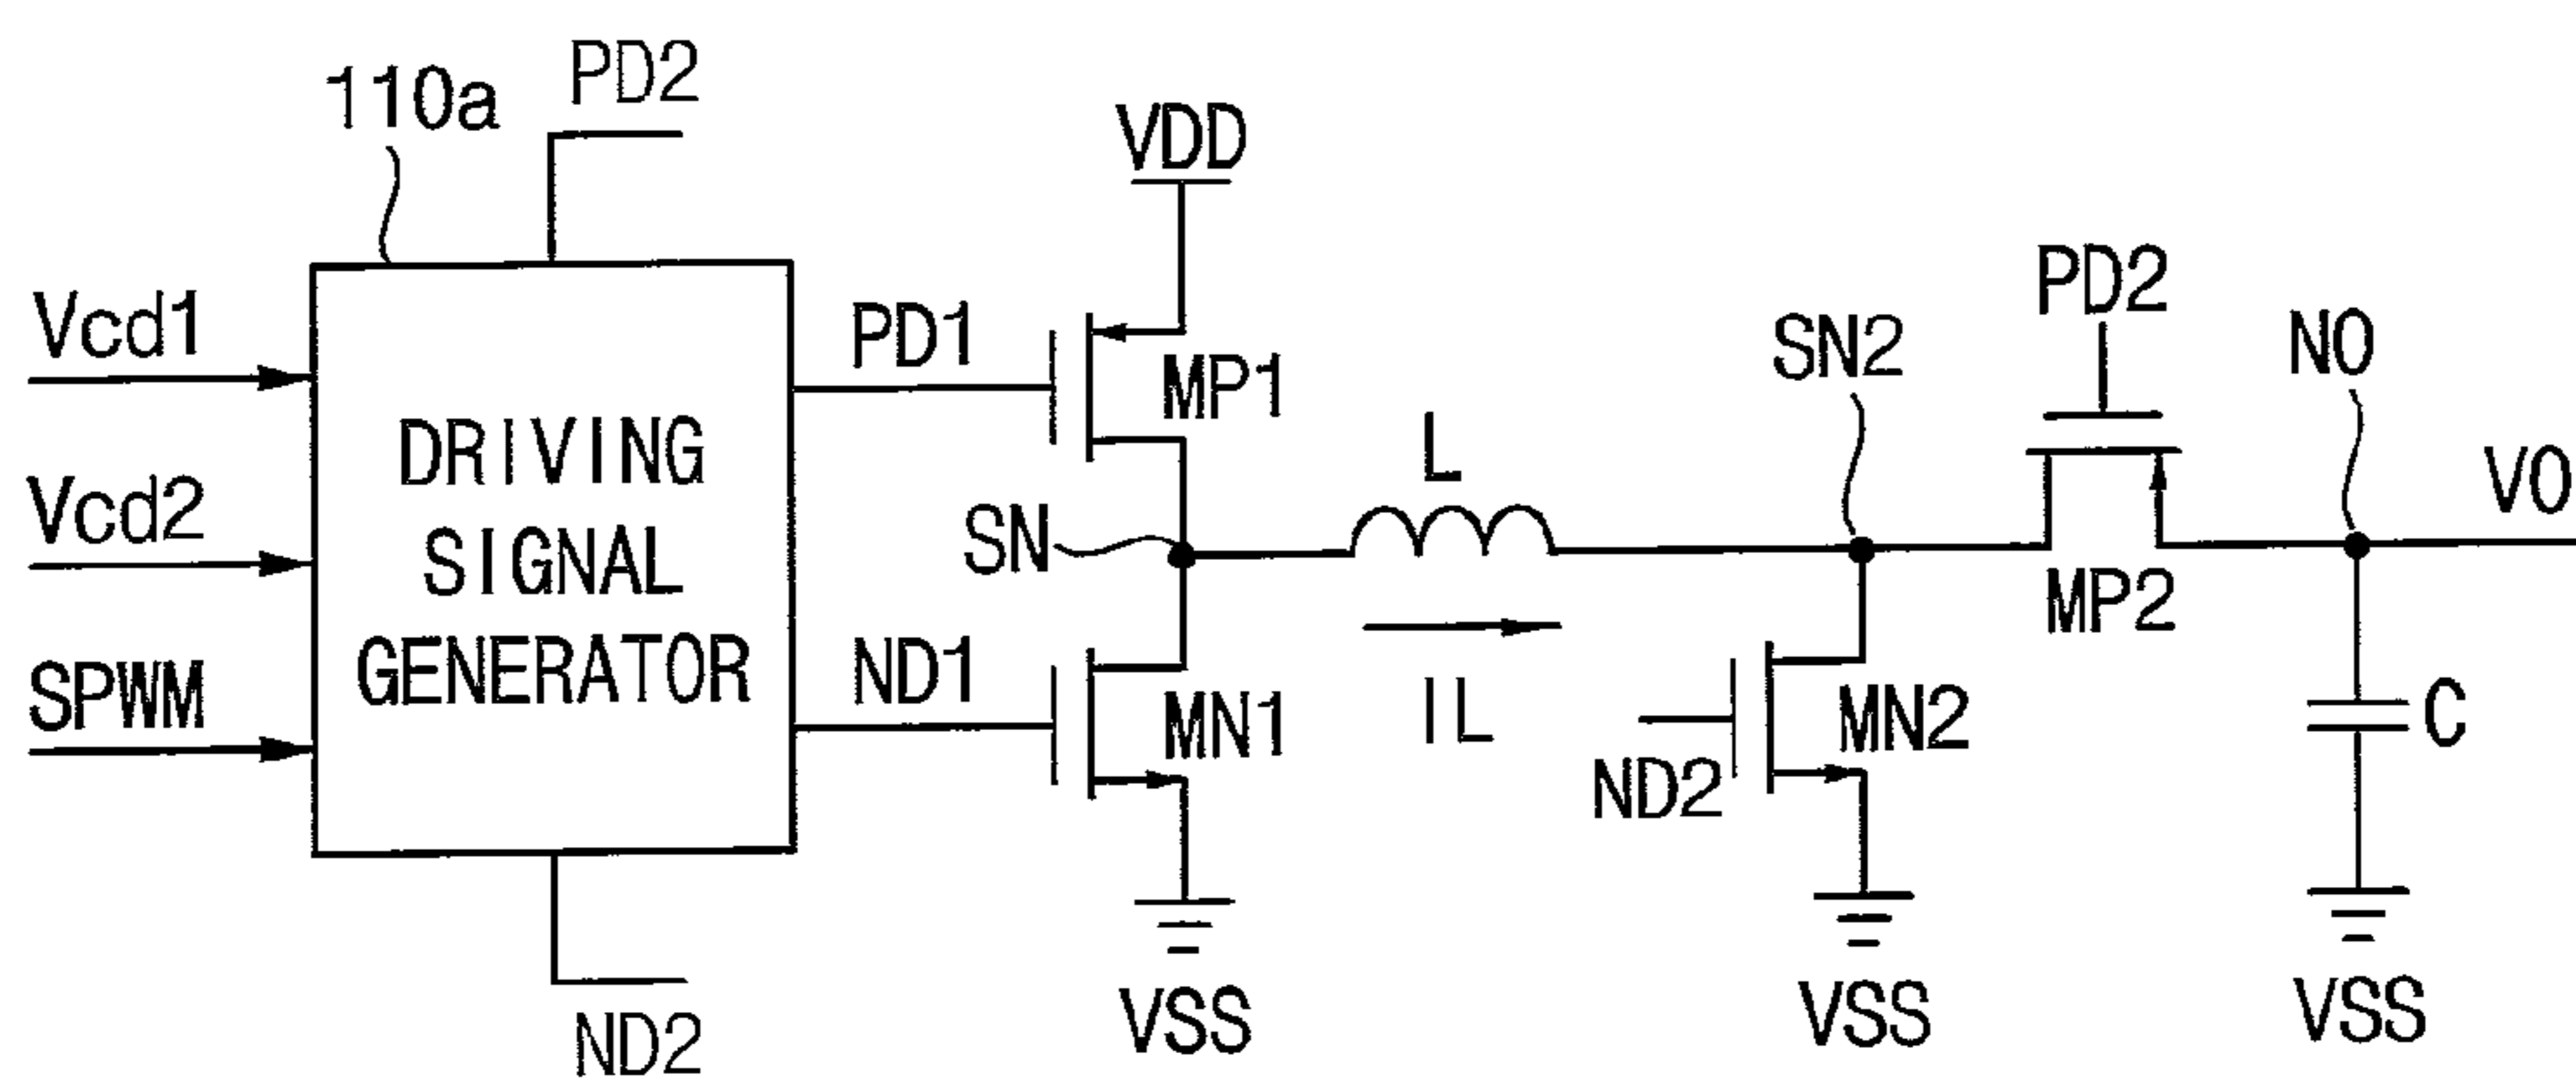 PD2
110a
VDD
Vcd1
Vcd2
SPWM
DRIVING
SIGNAL
GENERATOR
PD1
MP1
SN
ND1
MN1
VSS
ND2
L
IL
SN2
PD2
MP2
NO
VO
ND2
MN2
VSS
C
VSS